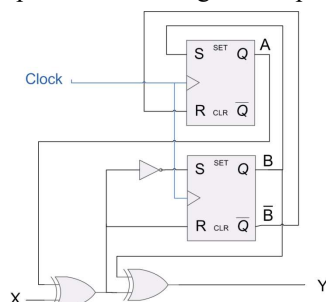 S SET Q A
Clock
R CLR Q̅
S SET Q B
B̅
R CLR Q̅
X
Y